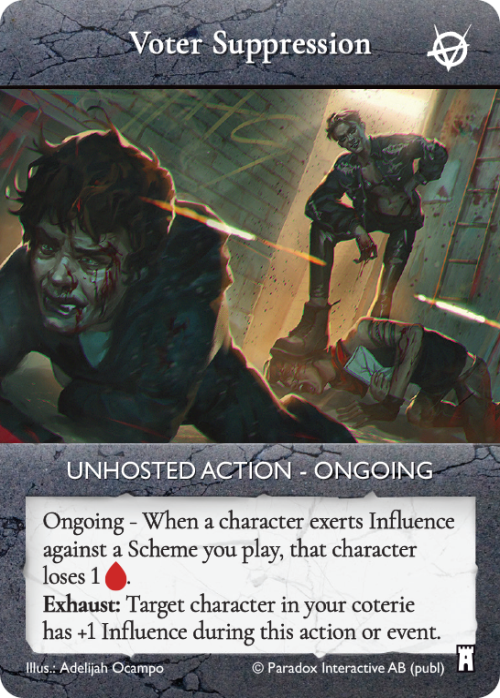 Voter Suppression
UNHOSTED ACTION - ONGOING
Ongoing - When a character exerts Influence
against a Scheme you play, that character
loses 1 .
Exhaust: Target character in your coterie
has +1 Influence during this action or event.
Illus.: Adelijah Ocampo
© Paradox Interactive AB (publ)